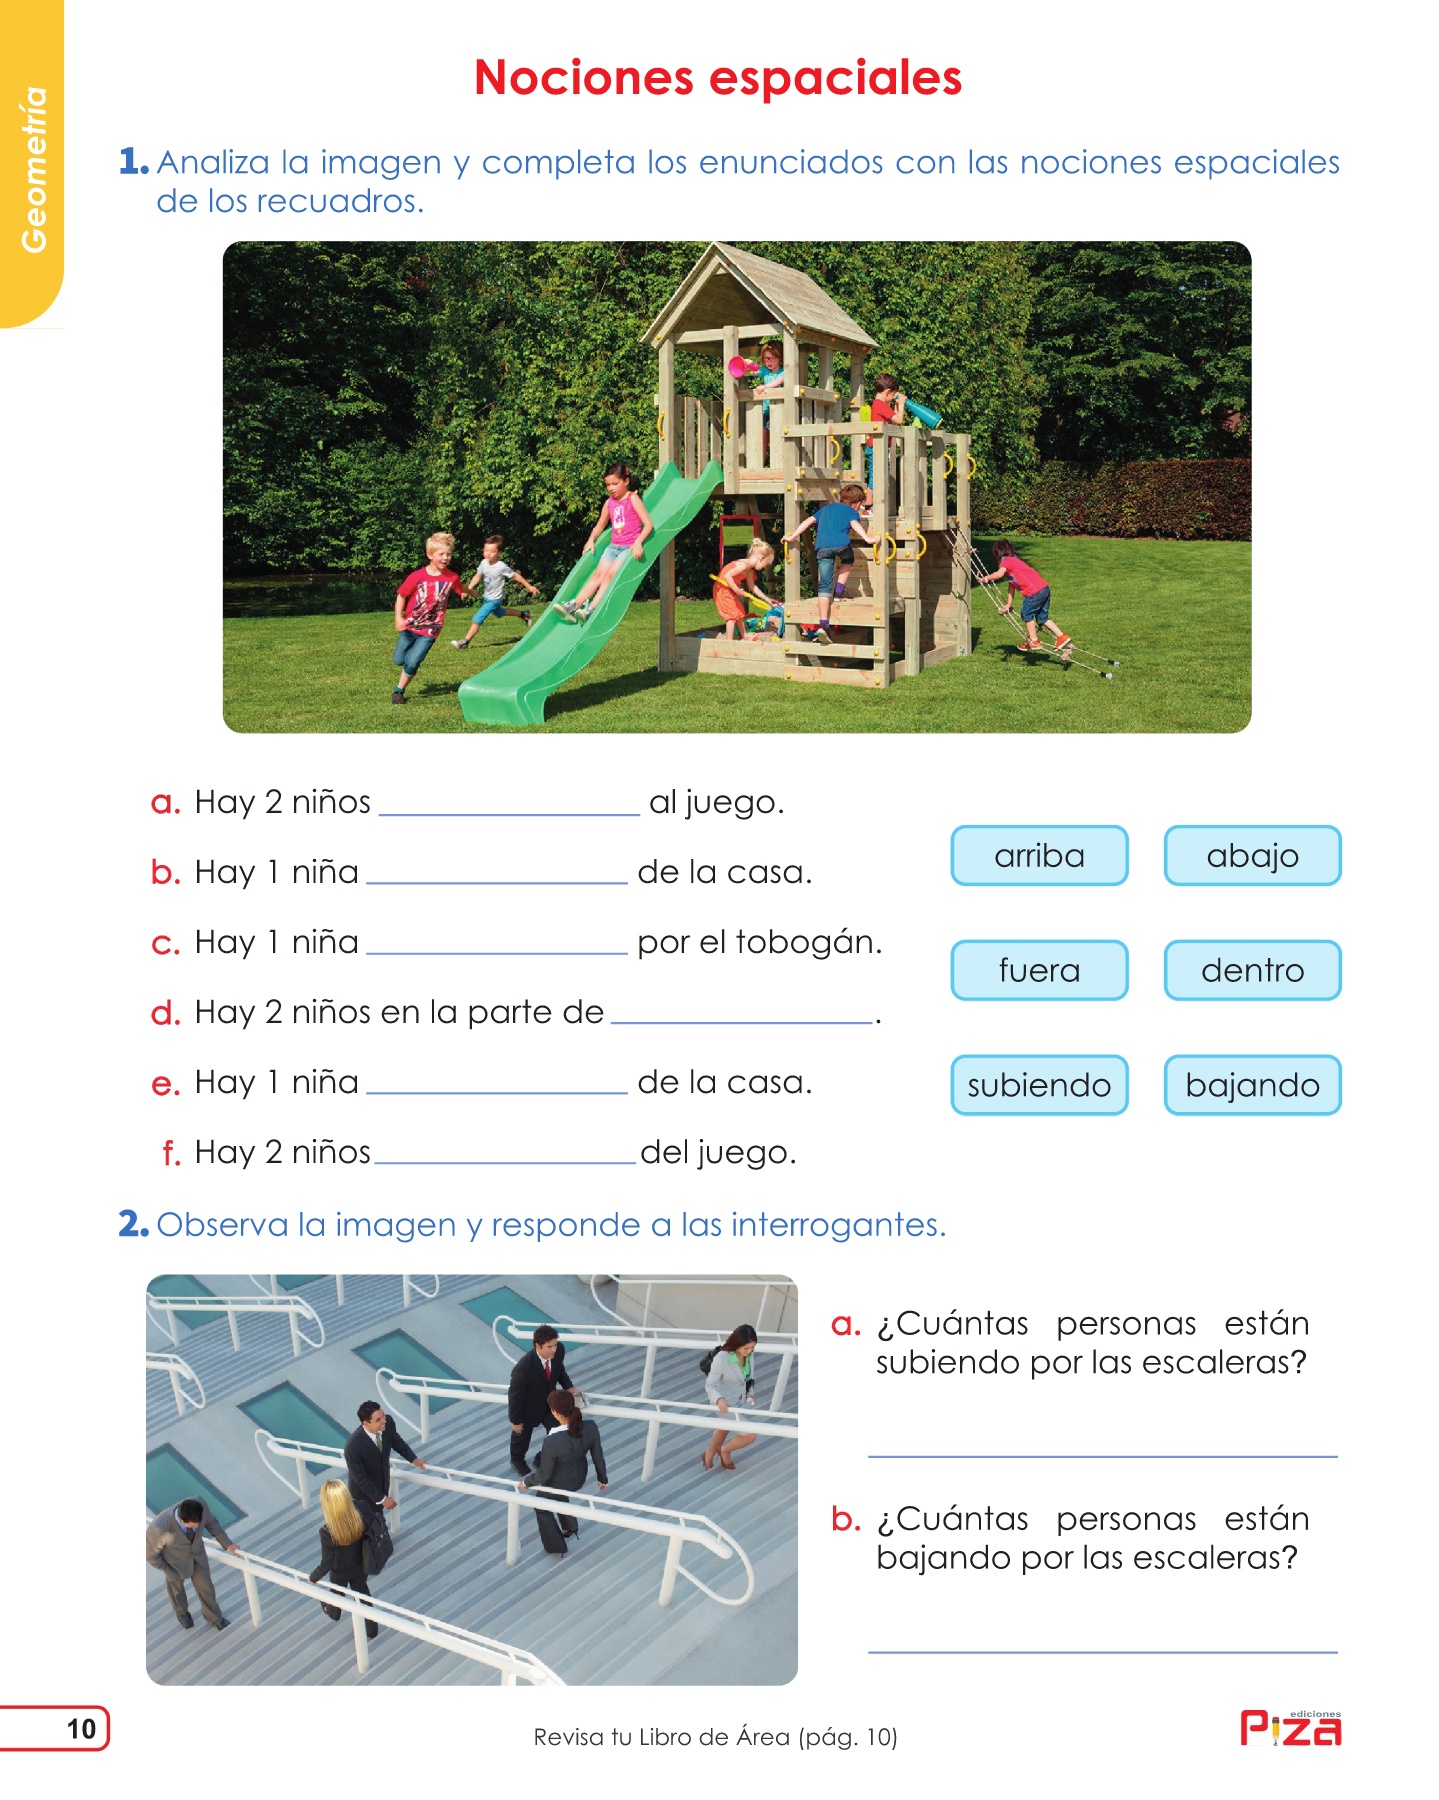 Geometría
Nociones espaciales
1. Analiza la imagen y completa los enunciados con las nociones espaciales
de los recuadros.
a. Hay 2 niños ______________ al juego.
b. Hay 1 niña ______________ de la casa.
c. Hay 1 niña ______________ por el tobogán.
d. Hay 2 niños en la parte de ______________.
e. Hay 1 niña ______________ de la casa.
f. Hay 2 niños ______________ del juego.
arriba abajo
fuera dentro
subiendo bajando
2. Observa la imagen y responde a las interrogantes.
a. ¿Cuántas personas están
subiendo por las escaleras?
b. ¿Cuántas personas están
bajando por las escaleras?
10
Revisa tu Libro de Área (pág. 10)
ediciones
Piza